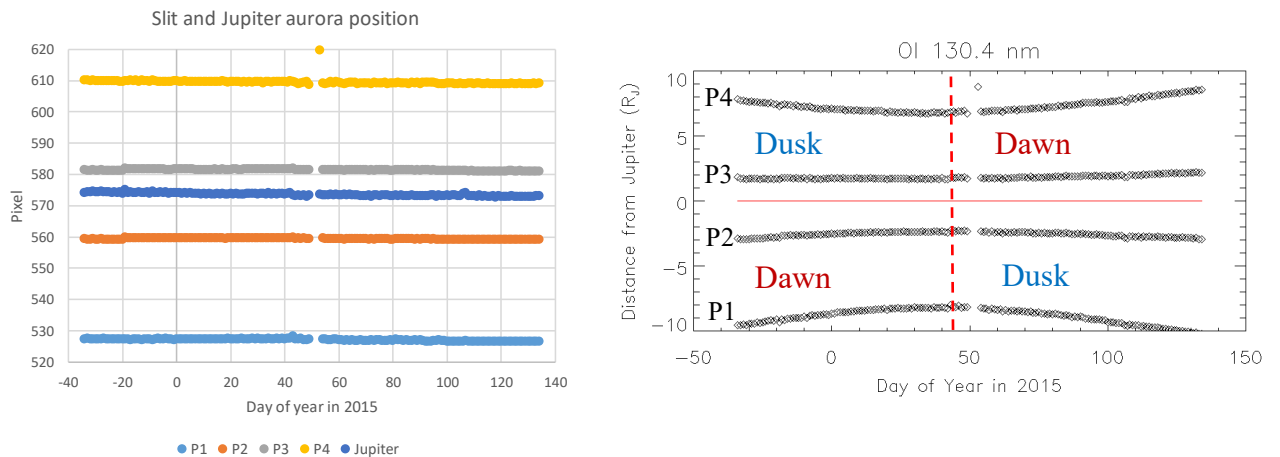 Slit and Jupiter aurora position
620
610
600
590
580
570
560
550
540
530
520
Pixel
-40 -20 0 20 40 60 80 100 120 140
Day of year in 2015
P1 P2 P3 P4 Jupiter
OI 130.4 nm
10
5
0
−5
−10
Distance from Jupiter (RJ)
P4
Dusk Dawn
P3
P2
Dawn Dusk
P1
−50 0 50 100 150
Day of Year in 2015